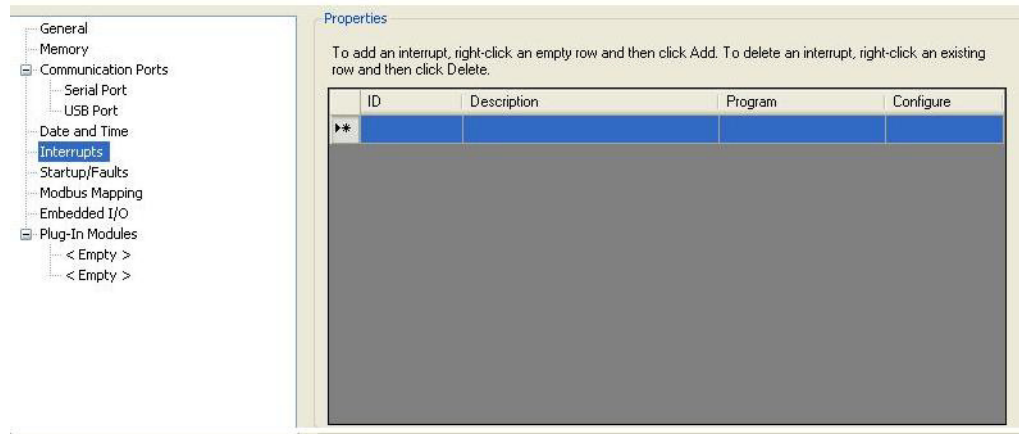 General
Memory
Communication Ports
Serial Port
USB Port
Date and Time
Interrupts
Startup/Faults
Modbus Mapping
Embedded I/O
Plug-In Modules
< Empty >
< Empty >
Properties
To add an interrupt, right-click an empty row and then click Add. To delete an interrupt, right-click an existing
row and then click Delete.
ID Description Program Configure